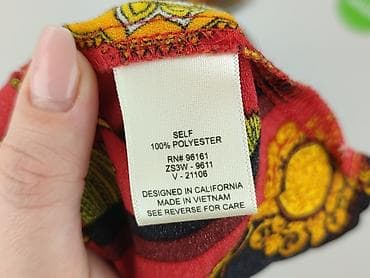 SELF
100% POLYESTER
RN# 96161
ZS3W - 9611
V - 21106
DESIGNED IN CALIFORNIA
MADE IN VIETNAM
SEE REVERSE FOR CARE